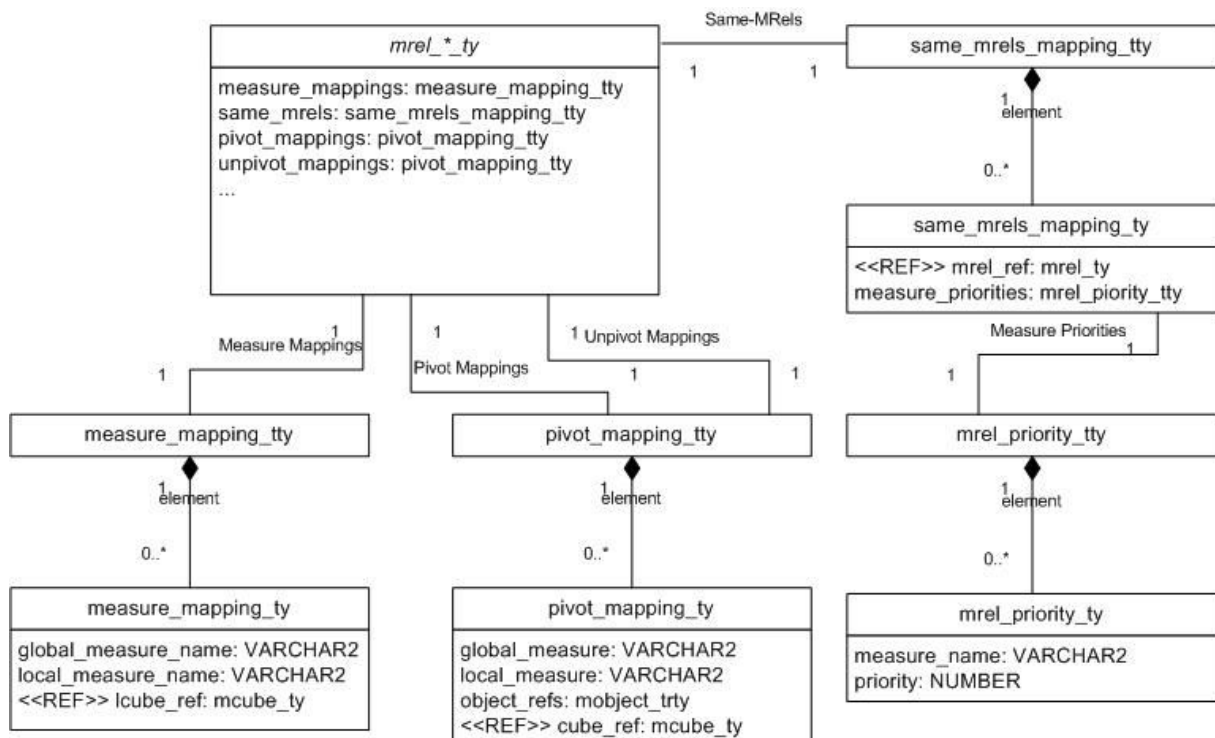 Same-MRels
mrel_*_ty
same_mrels_mapping_tty
1
1
measure_mappings: measure_mapping_tty
same_mrels: same_mrels_mapping_tty
pivot_mappings: pivot_mapping_tty
unpivot_mappings: pivot_mapping_tty
...
1
element
0..*
same_mrels_mapping_ty
<<REF>> mrel_ref: mrel_ty
measure_priorities: mrel_piority_tty
1
Measure Mappings
1
1
Pivot Mappings
1
1
Unpivot Mappings
1
Measure Priorities
1
1
measure_mapping_tty
pivot_mapping_tty
mrel_priority_tty
1
element
0..*
1
element
0..*
1
element
0..*
measure_mapping_ty
global_measure_name: VARCHAR2
local_measure_name: VARCHAR2
<<REF>> lcube_ref: mcube_ty
pivot_mapping_ty
global_measure: VARCHAR2
local_measure: VARCHAR2
object_refs: mobject_trty
<<REF>> cube_ref: mcube_ty
mrel_priority_ty
measure_name: VARCHAR2
priority: NUMBER